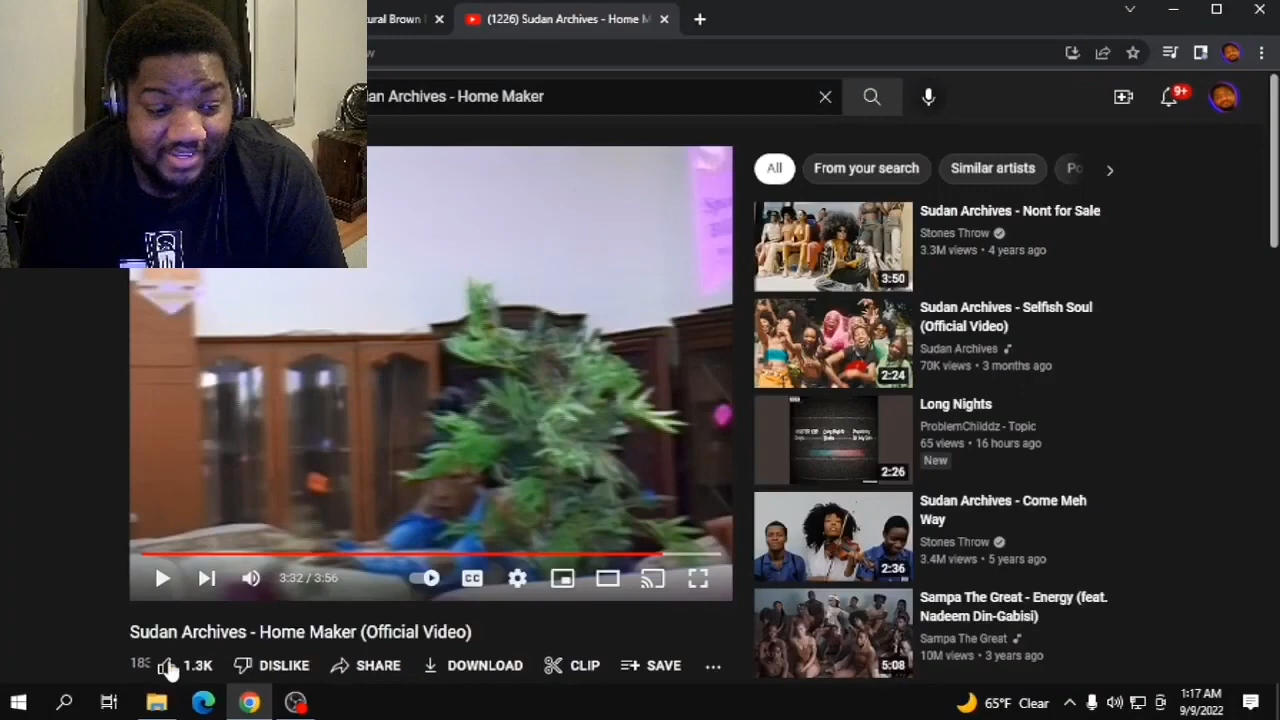 tural Brown
(1226) Sudan Archives - Home M
w
an Archives - Home Maker
9+
All
From your search
Similar artists
Po
Sudan Archives - Nont for Sale
Stones Throw
3.3M views • 4 years ago
3:50
Sudan Archives - Selfish Soul
(Official Video)
Sudan Archives
70K views • 3 months ago
2:24
Long Nights
ProblemChilddz - Topic
65 views • 16 hours ago
New
2:26
Sudan Archives - Come Meh
Way
Stones Throw
3.4M views • 5 years ago
2:36
Sampa The Great - Energy (feat.
Nadeem Din-Gabisi)
Sampa The Great
10M views • 3 years ago
5:08
3:32 / 3:56
CC
Sudan Archives - Home Maker (Official Video)
183
1.3K
DISLIKE
SHARE
DOWNLOAD
CLIP
SAVE
65°F Clear
1:17 AM
9/9/2022